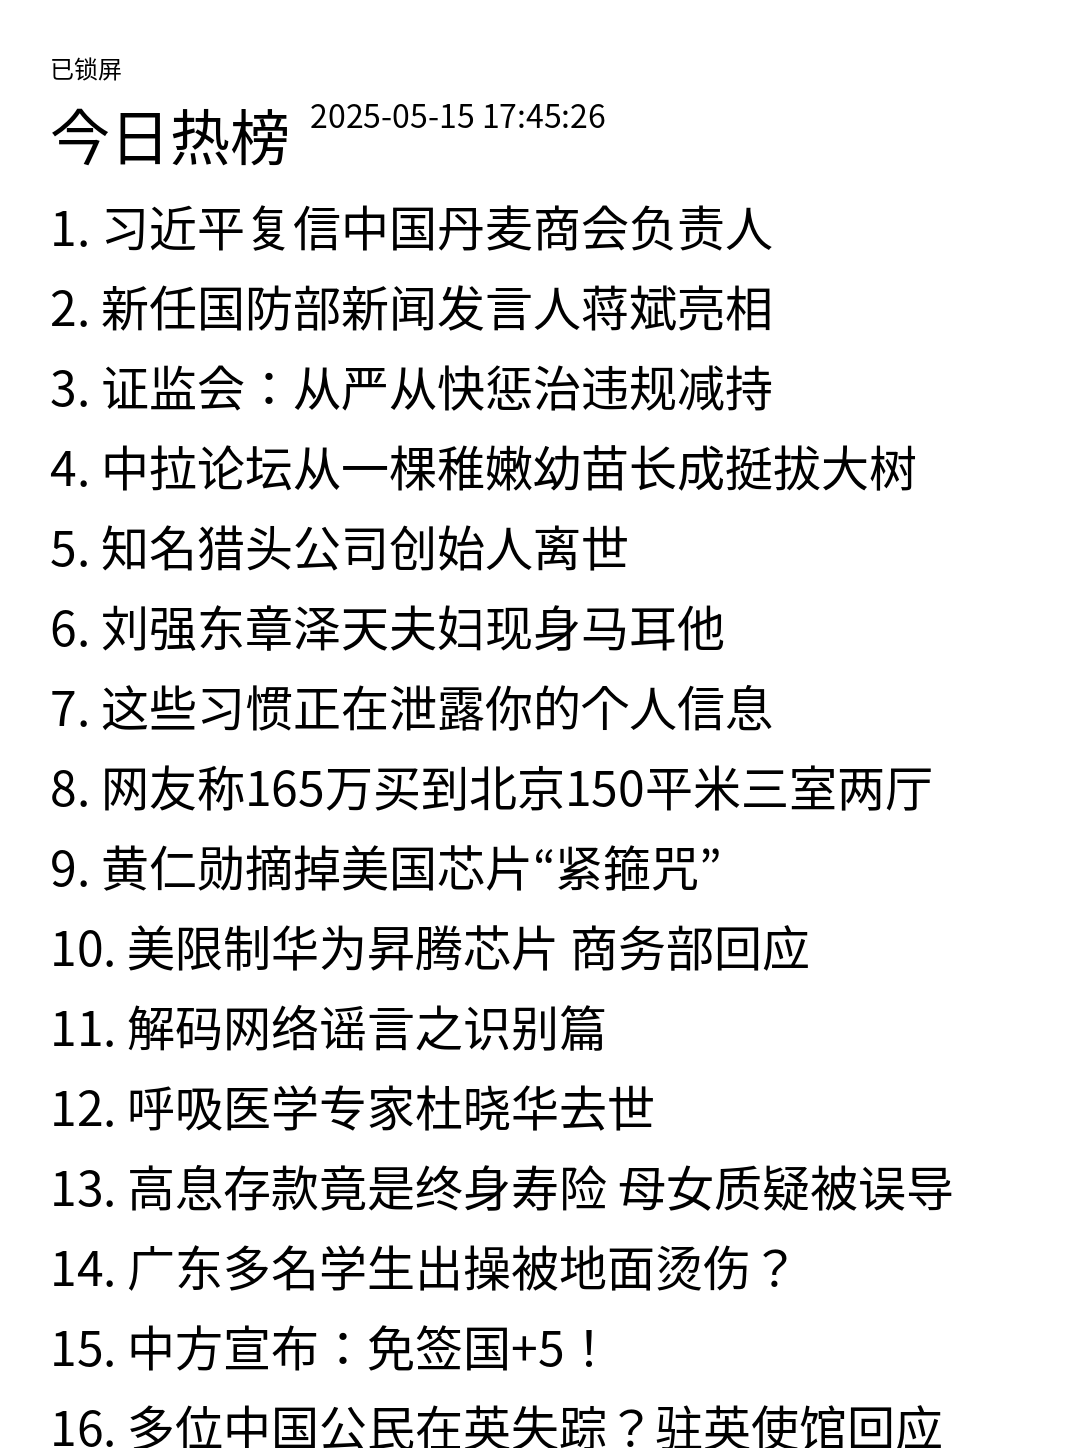 已锁屏
今日热榜 2025-05-15 17:45:26
1. 习近平复信中国丹麦商会负责人
2. 新任国防部新闻发言人蒋斌亮相
3. 证监会：从严从快惩治违规减持
4. 中拉论坛从一棵稚嫩幼苗长成挺拔大树
5. 知名猎头公司创始人离世
6. 刘强东章泽天夫妇现身马耳他
7. 这些习惯正在泄露你的个人信息
8. 网友称165万买到北京150平米三室两厅
9. 黄仁勋摘掉美国芯片“紧箍咒”
10. 美限制华为昇腾芯片 商务部回应
11. 解码网络谣言之识别篇
12. 呼吸医学专家杜晓华去世
13. 高息存款竟是终身寿险 母女质疑被误导
14. 广东多名学生出操被地面烫伤？
15. 中方宣布：免签国+5！
16. 多位中国公民在英失踪？驻英使馆回应